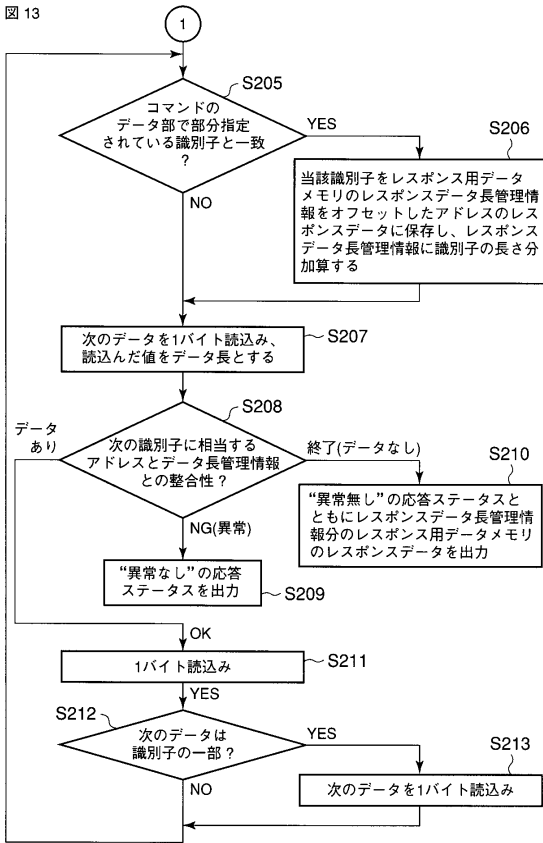 図 13
1
S205
コマンドの
データ部で部分指定
されている識別子と一致
?
YES
NO
S206
当該識別子をレスポンス用データ
メモリのレスポンスデータ長管理情
報をオフセットしたアドレスのレス
ポンスデータに保存し、レスポンス
データ長管理情報に識別子の長さ分
加算する
S207
次のデータを1バイト読込み、
読込んだ値をデータ長とする
S208
データ
あり
次の識別子に相当する
アドレスとデータ長管理情報
との整合性?
終了(データなし)
NG(異常)
S210
“異常無し”の応答ステータスと
ともにレスポンスデータ長管理情
報分のレスポンス用データメモリ
のレスポンスデータを出力
“異常なし”の応答
ステータスを出力
S209
OK
1バイト読込み
S211
YES
S212
次のデータは
識別子の一部?
YES
NO
S213
次のデータを1バイト読込み